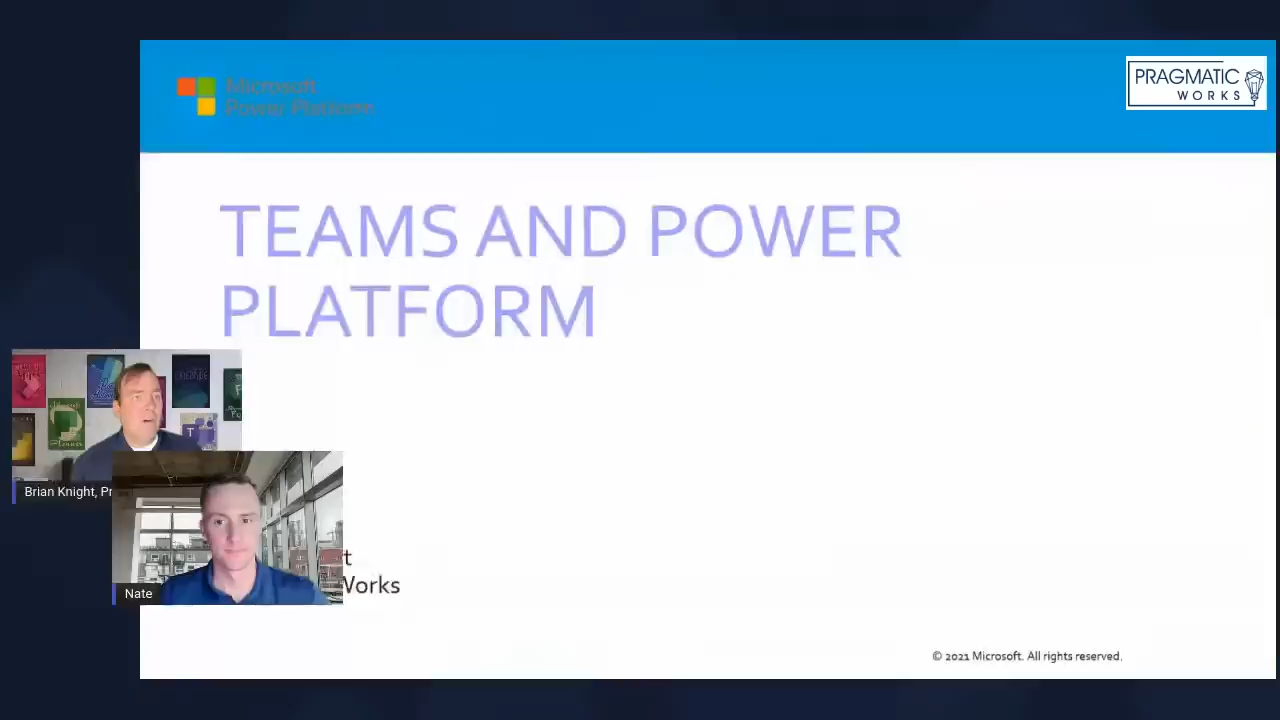 Microsoft
Power Platform
PRAGMATIC
WORKS
TEAMS AND POWER
PLATFORM
Brian Knight, Pr
Nate
t
Works
© 2021 Microsoft. All rights reserved.